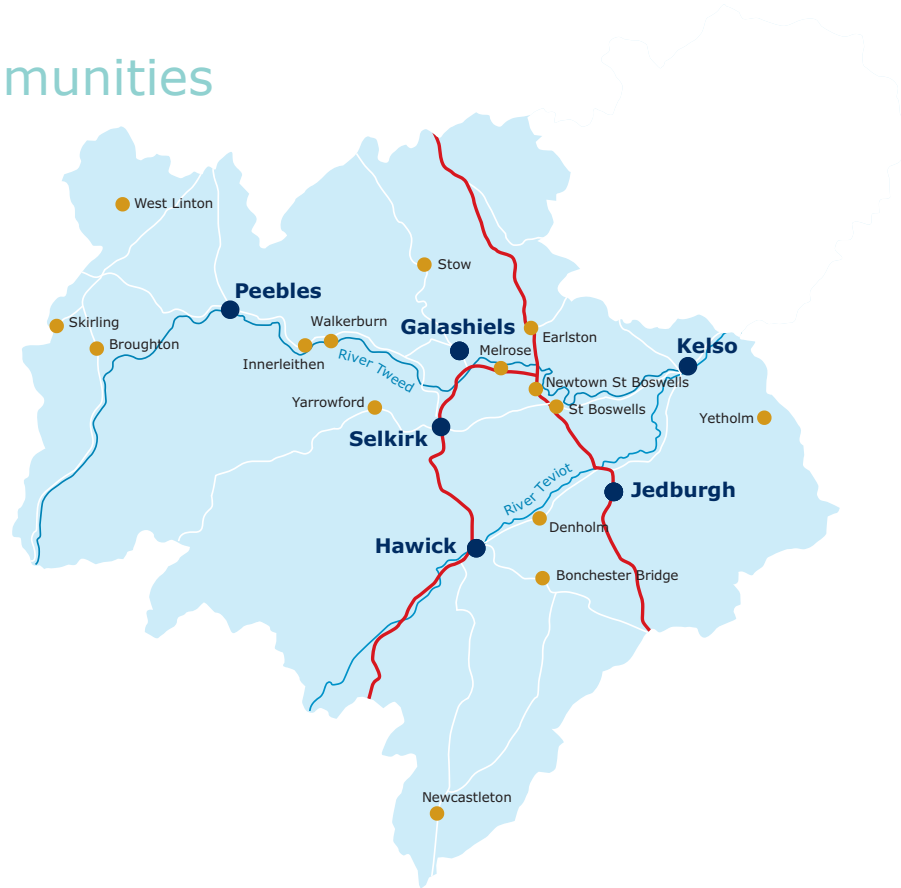 munities
West Linton
Stow
Peebles
Skirling
Walkerburn
Galashiels
Earlston
Broughton
Kelso
Melrose
Innerleithen
River Tweed
Newtown St Boswells
Yarrowford
St Boswells
Yetholm
Selkirk
River Teviot
Jedburgh
Denholm
Hawick
Bonchester Bridge
Newcastleton